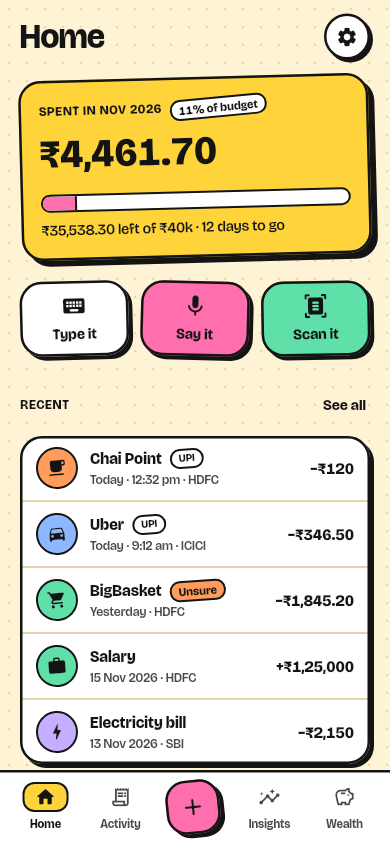 Home
SPENT IN NOV 2026 11% of budget
₹4,461.70
₹35,538.30 left of ₹40k · 12 days to go
Type it Say it Scan it
RECENT See all
Chai Point UPI −₹120
Today · 12:32 pm · HDFC
Uber UPI −₹346.50
Today · 9:12 am · ICICI
BigBasket Unsure −₹1,845.20
Yesterday · HDFC
Salary +₹1,25,000
15 Nov 2026 · HDFC
Electricity bill −₹2,150
13 Nov 2026 · SBI
Home Activity Insights Wealth